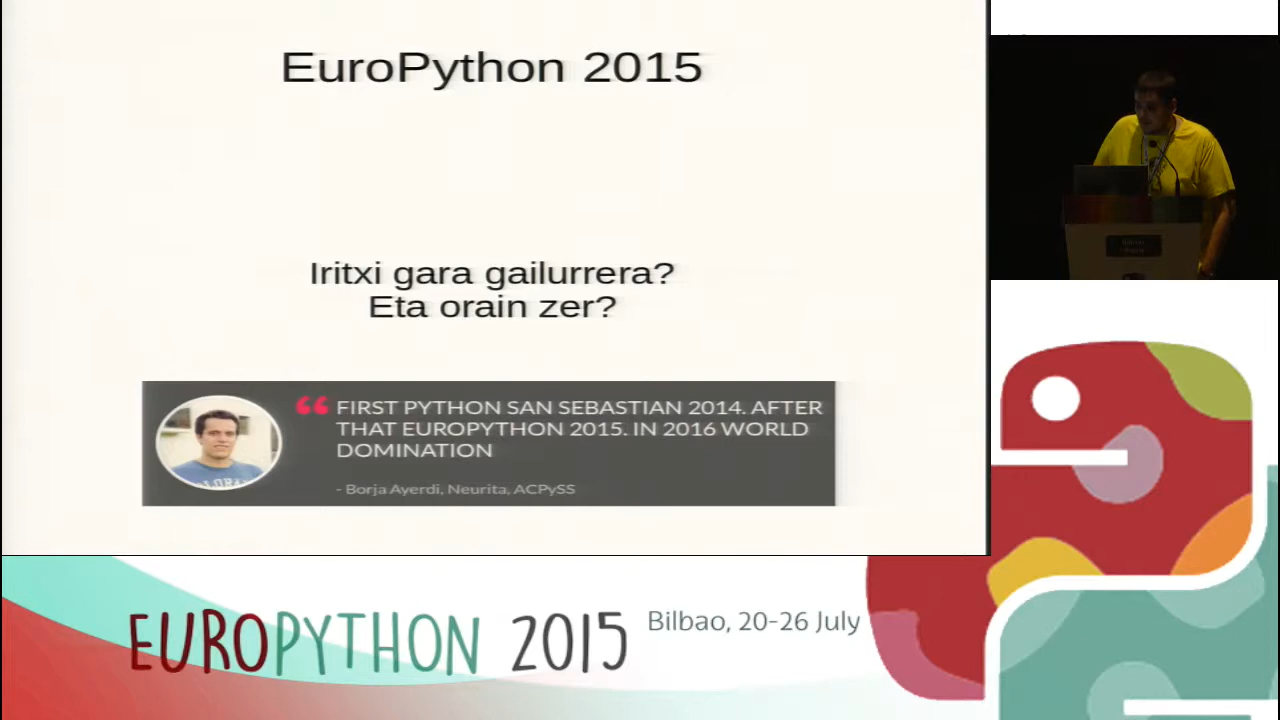 EuroPython 2015
Iritxi gara gailurrera?
Eta orain zer?
“ FIRST PYTHON SAN SEBASTIAN 2014. AFTER
THAT EUROPYTHON 2015. IN 2016 WORLD
DOMINATION
- Borja Ayerdi, Neurita, ACPySS
EUROPYTHON 2015
Bilbao, 20-26 July